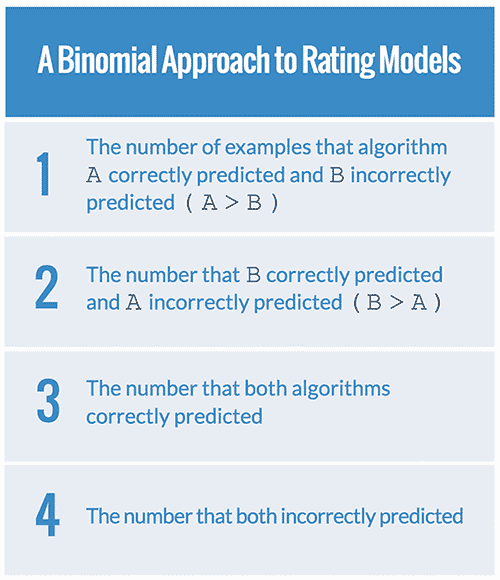 A Binomial Approach to Rating Models
1
The number of examples that algorithm
A correctly predicted and B incorrectly
predicted ( A > B )
2
The number that B correctly predicted
and A incorrectly predicted ( B > A )
3
The number that both algorithms
correctly predicted
4
The number that both incorrectly predicted